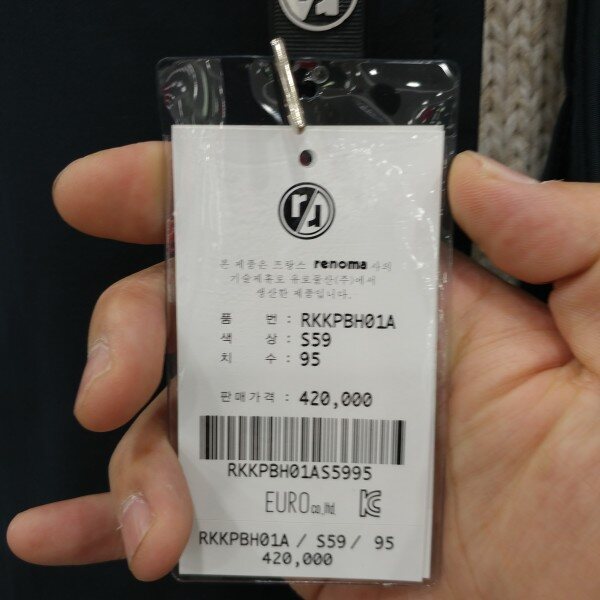 본 제품은 프랑스 renoma 사의
기술제휴로 유로물산(주)에서
생산한 제품입니다.
품 번 : RKKPBH01A
색 상 : S59
치 수 : 95
판매가격 : 420,000
RKKPBH01AS5995
EURO co.,ltd.
RKKPBH01A / S59 / 95
420,000